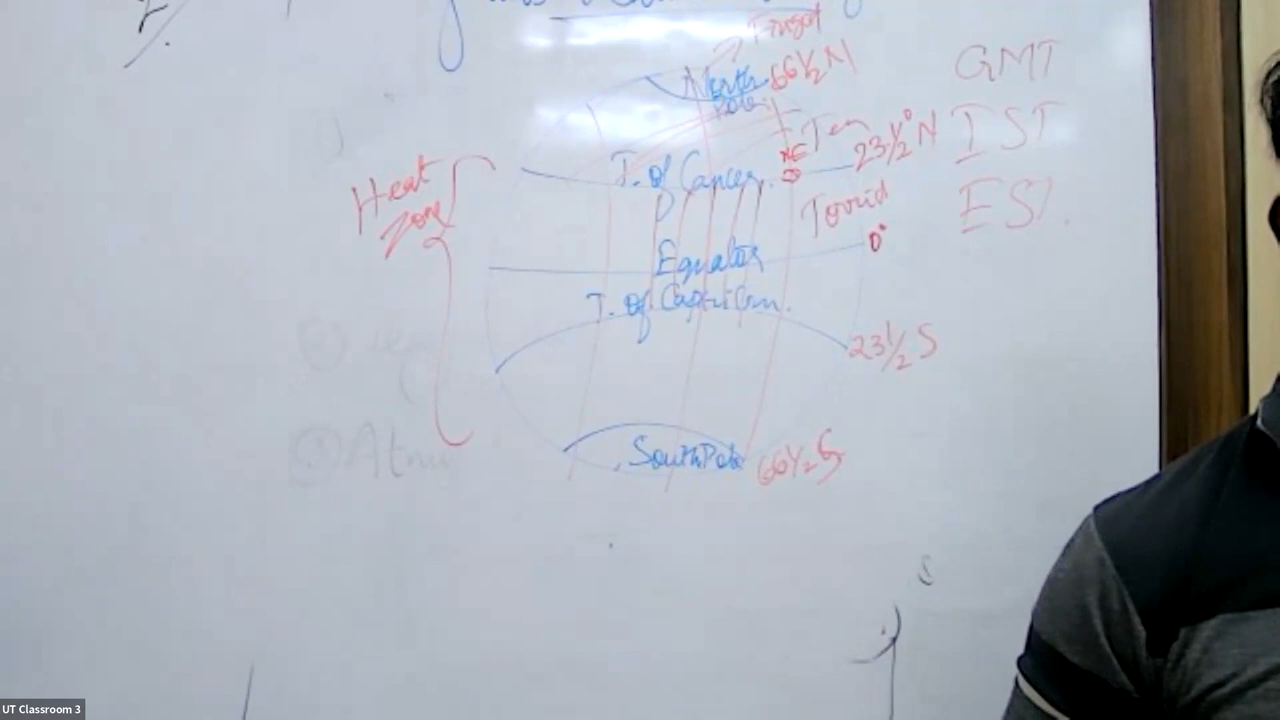 Frigid
North 66½ N
Pole
GMT
Tem
23½° N
IST
T. of Cancer.
Heat
Zone
Torrid
EST.
0°
Equator
T. of Capricorn.
23½ S
South Pole
66½ S
UT Classroom 3